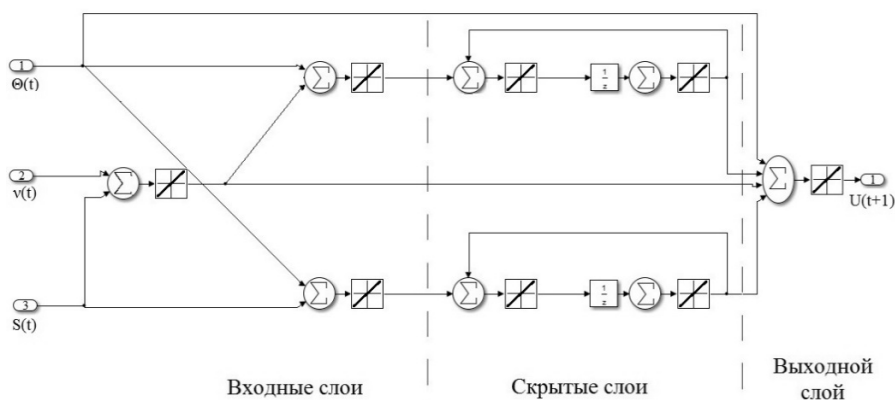 1
Θ(t)
2
v(t)
3
S(t)
Σ
Σ
Σ
Σ
1
z
Σ
Σ
1
z
Σ
Σ
1
U(t+1)
Входные слои
Скрытые слои
Выходной
слой